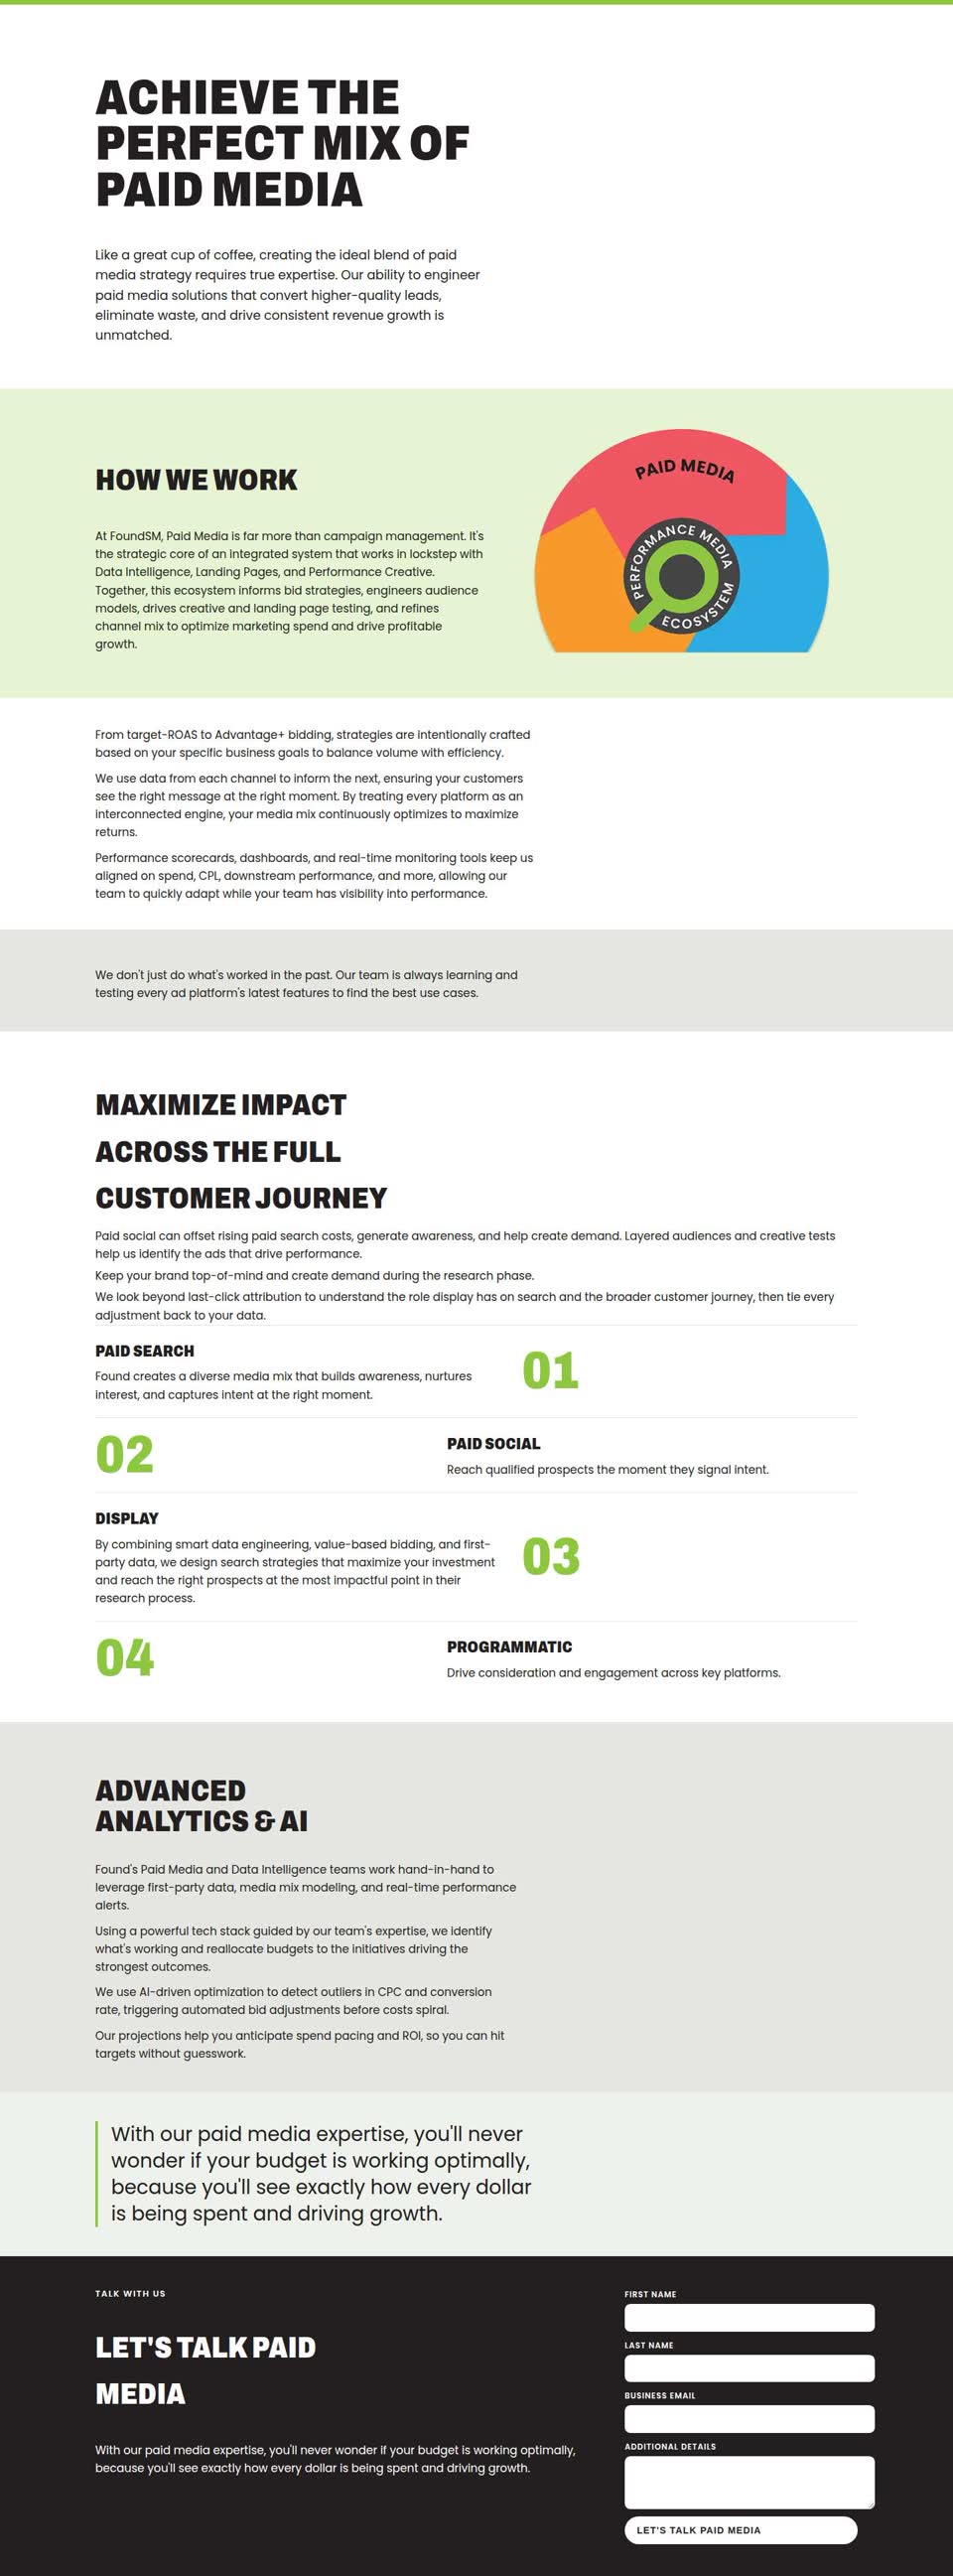 ACHIEVE THE
PERFECT MIX OF
PAID MEDIA
Like a great cup of coffee, creating the ideal blend of paid
media strategy requires true expertise. Our ability to engineer
paid media solutions that convert higher-quality leads,
eliminate waste, and drive consistent revenue growth is
unmatched.
HOW WE WORK
At FoundSM, Paid Media is far more than campaign management. It's
the strategic core of an integrated system that works in lockstep with
Data Intelligence, Landing Pages, and Performance Creative.
Together, this ecosystem informs bid strategies, engineers audience
models, drives creative and landing page testing, and refines
channel mix to optimize marketing spend and drive profitable
growth.
PAID MEDIA
PERFORMANCE MEDIA
ECOSYSTEM
From target-ROAS to Advantage+ bidding, strategies are intentionally crafted
based on your specific business goals to balance volume with efficiency.
We use data from each channel to inform the next, ensuring your customers
see the right message at the right moment. By treating every platform as an
interconnected engine, your media mix continuously optimizes to maximize
returns.
Performance scorecards, dashboards, and real-time monitoring tools keep us
aligned on spend, CPL, downstream performance, and more, allowing our
team to quickly adapt while your team has visibility into performance.
We don't just do what's worked in the past. Our team is always learning and
testing every ad platform's latest features to find the best use cases.
MAXIMIZE IMPACT
ACROSS THE FULL
CUSTOMER JOURNEY
Paid social can offset rising paid search costs, generate awareness, and help create demand. Layered audiences and creative tests
help us identify the ads that drive performance.
Keep your brand top-of-mind and create demand during the research phase.
We look beyond last-click attribution to understand the role display has on search and the broader customer journey, then tie every
adjustment back to your data.
PAID SEARCH
Found creates a diverse media mix that builds awareness, nurtures
interest, and captures intent at the right moment.
01
02
PAID SOCIAL
Reach qualified prospects the moment they signal intent.
DISPLAY
By combining smart data engineering, value-based bidding, and first-
party data, we design search strategies that maximize your investment
and reach the right prospects at the most impactful point in their
research process.
03
04
PROGRAMMATIC
Drive consideration and engagement across key platforms.
ADVANCED
ANALYTICS & AI
Found's Paid Media and Data Intelligence teams work hand-in-hand to
leverage first-party data, media mix modeling, and real-time performance
alerts.
Using a powerful tech stack guided by our team's expertise, we identify
what's working and reallocate budgets to the initiatives driving the
strongest outcomes.
We use AI-driven optimization to detect outliers in CPC and conversion
rate, triggering automated bid adjustments before costs spiral.
Our projections help you anticipate spend pacing and ROI, so you can hit
targets without guesswork.
With our paid media expertise, you'll never
wonder if your budget is working optimally,
because you'll see exactly how every dollar
is being spent and driving growth.
TALK WITH US
LET'S TALK PAID
MEDIA
With our paid media expertise, you'll never wonder if your budget is working optimally,
because you'll see exactly how every dollar is being spent and driving growth.
FIRST NAME
LAST NAME
BUSINESS EMAIL
ADDITIONAL DETAILS
LET'S TALK PAID MEDIA